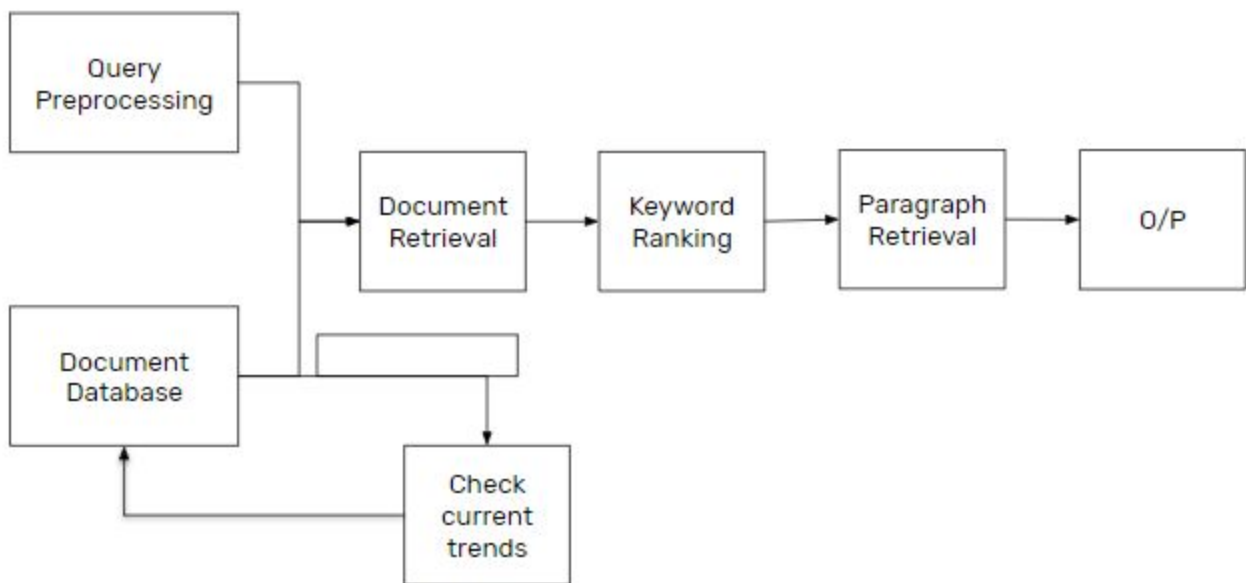 Query
Preprocessing
Document
Retrieval
Keyword
Ranking
Paragraph
Retrieval
O/P
Document
Database
Check
current
trends